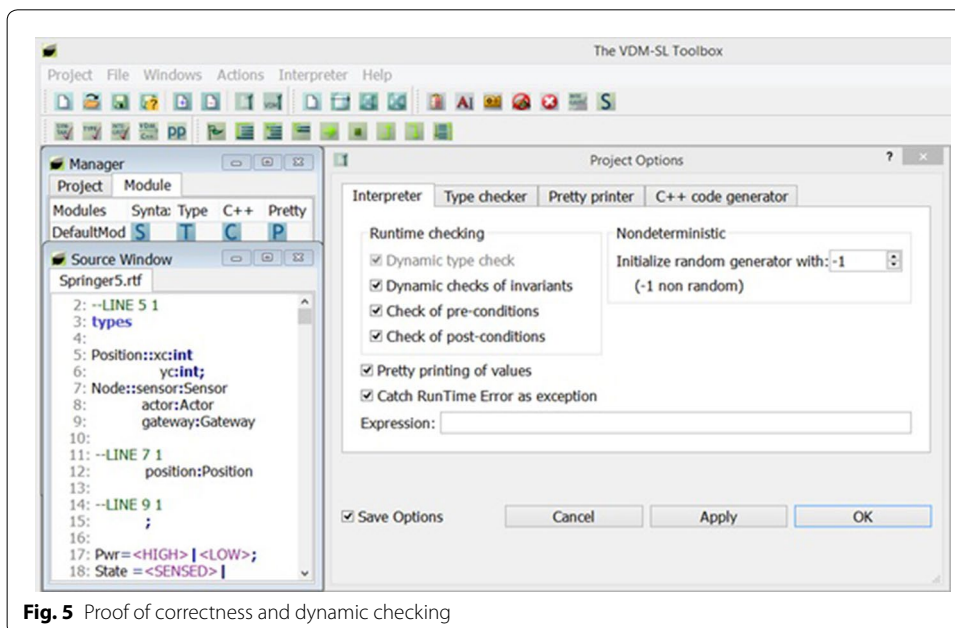 The VDM-SL Toolbox
Project File Windows Actions Interpreter Help
Manager
Project Module
Modules Synta: Type C++ Pretty
DefaultMod S T C P
Source Window
Springer5.rtf
2: --LINE 5 1
3: types
4:
5: Position::xc:int
6: yc:int;
7: Node::sensor:Sensor
8: actor:Actor
9: gateway:Gateway
10:
11: --LINE 7 1
12: position:Position
13:
14: --LINE 9 1
15: ;
16:
17: Pwr=<HIGH>|<LOW>;
18: State =<SENSED>|
Project Options
?
Interpreter Type checker Pretty printer C++ code generator
Runtime checking
Dynamic type check
Dynamic checks of invariants
Check of pre-conditions
Check of post-conditions
Nondeterministic
Initialize random generator with: -1
(-1 non random)
Pretty printing of values
Catch RunTime Error as exception
Expression:
Save Options
Cancel Apply OK
Fig. 5 Proof of correctness and dynamic checking